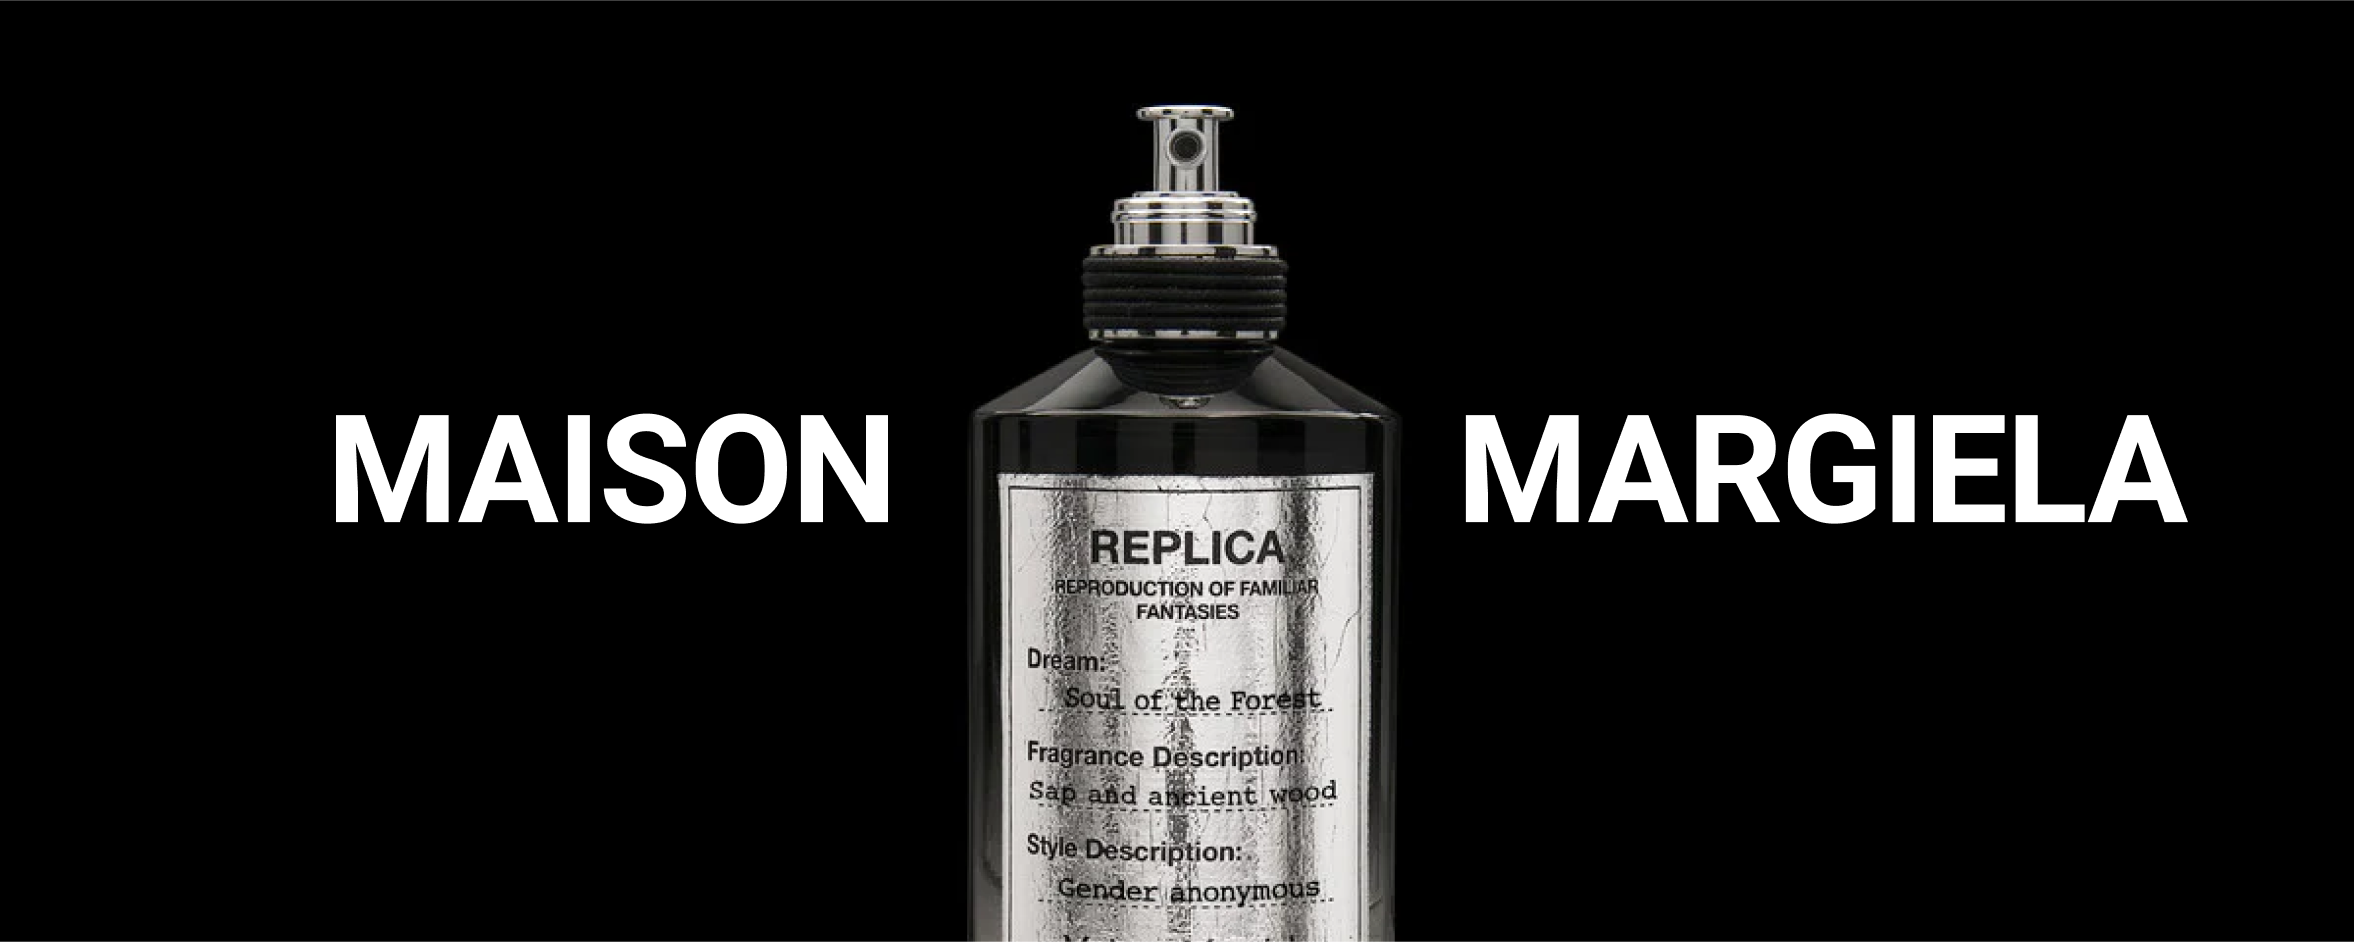 MAISON MARGIELA
REPLICA
REPRODUCTION OF FAMILIAR
FANTASIES
Dream:
Soul of the Forest
Fragrance Description:
Sap and ancient wood
Style Description:
Gender anonymous